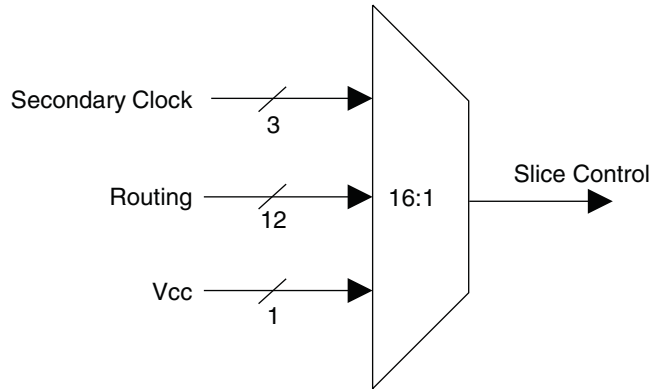 Secondary Clock
3
Slice Control
Routing
12
16:1
Vcc
1